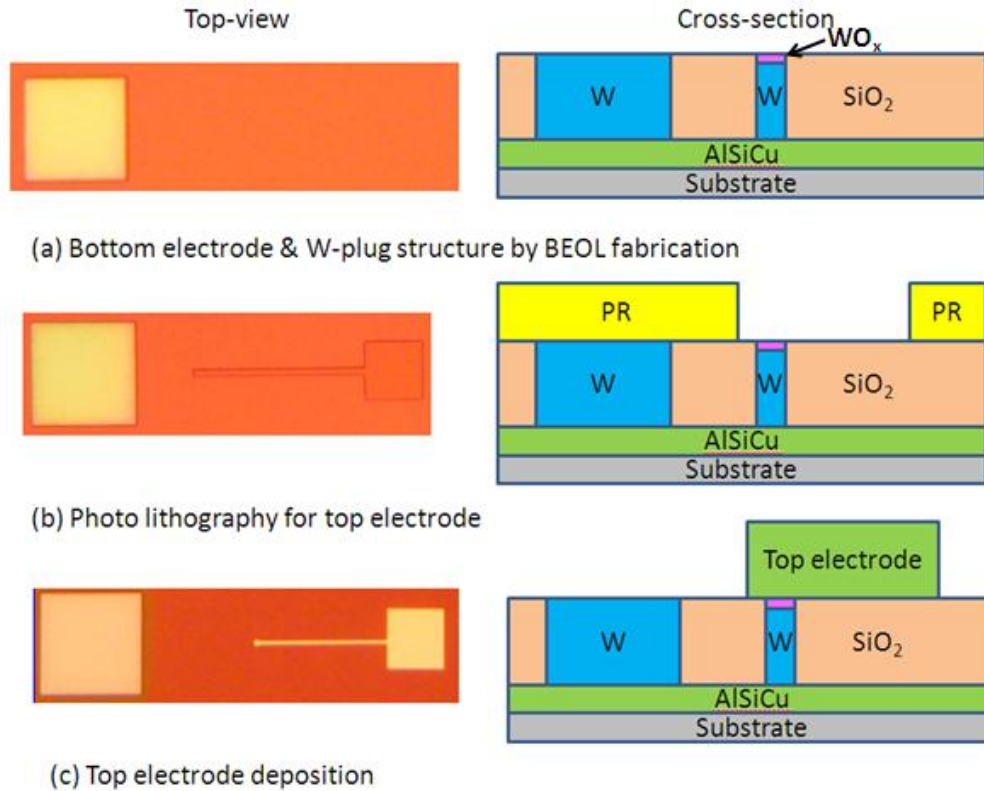 Top-view
Cross-section
WOx
W
W
SiO2
AlSiCu
Substrate
(a) Bottom electrode & W-plug structure by BEOL fabrication
PR
PR
W
W
SiO2
AlSiCu
Substrate
(b) Photo lithography for top electrode
Top electrode
W
W
SiO2
AlSiCu
Substrate
(c) Top electrode deposition